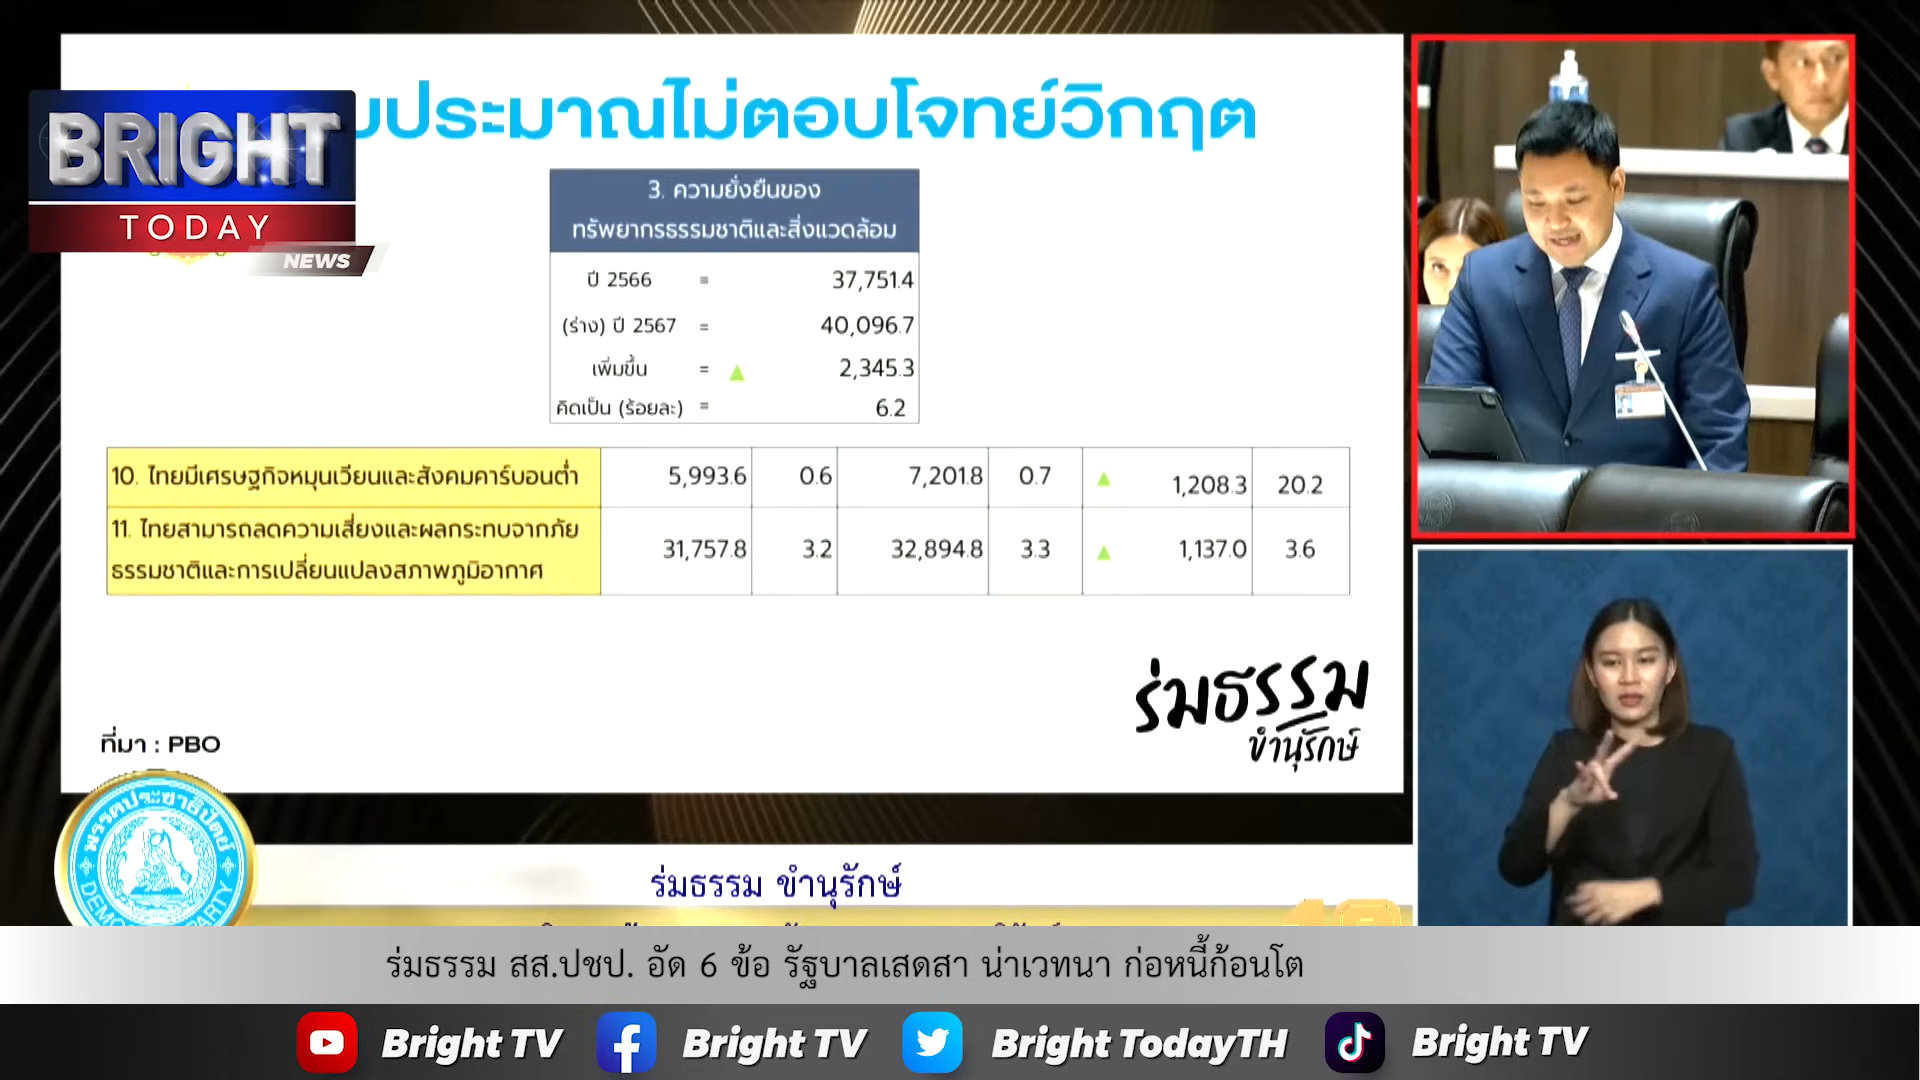 บประมาณไม่ตอบโจทย์วิกฤต
BRIGHT
TODAY
NEWS
3. ความยั่งยืนของ
ทรัพยากรธรรมชาติและสิ่งแวดล้อม
ปี 2566 = 37,751.4
(ร่าง) ปี 2567 = 40,096.7
เพิ่มขึ้น = ▲ 2,345.3
คิดเป็น (ร้อยละ) = 6.2
10. ไทยมีเศรษฐกิจหมุนเวียนและสังคมคาร์บอนต่ำ 5,993.6 0.6 7,201.8 0.7 ▲ 1,208.3 20.2
11. ไทยสามารถลดความเสี่ยงและผลกระทบจากภัย
ธรรมชาติและการเปลี่ยนแปลงสภาพภูมิอากาศ 31,757.8 3.2 32,894.8 3.3 ▲ 1,137.0 3.6
ร่มธรรม
ขำนุรักษ์
ที่มา : PBO
พรรคประชาธิปัตย์
ร่มธรรม ขำนุรักษ์
ร่มธรรม สส.ปชป. อัด 6 ข้อ รัฐบาลเสดสา น่าเวทนา ก่อหนี้ก้อนโต
Bright TV Bright TV Bright TodayTH Bright TV